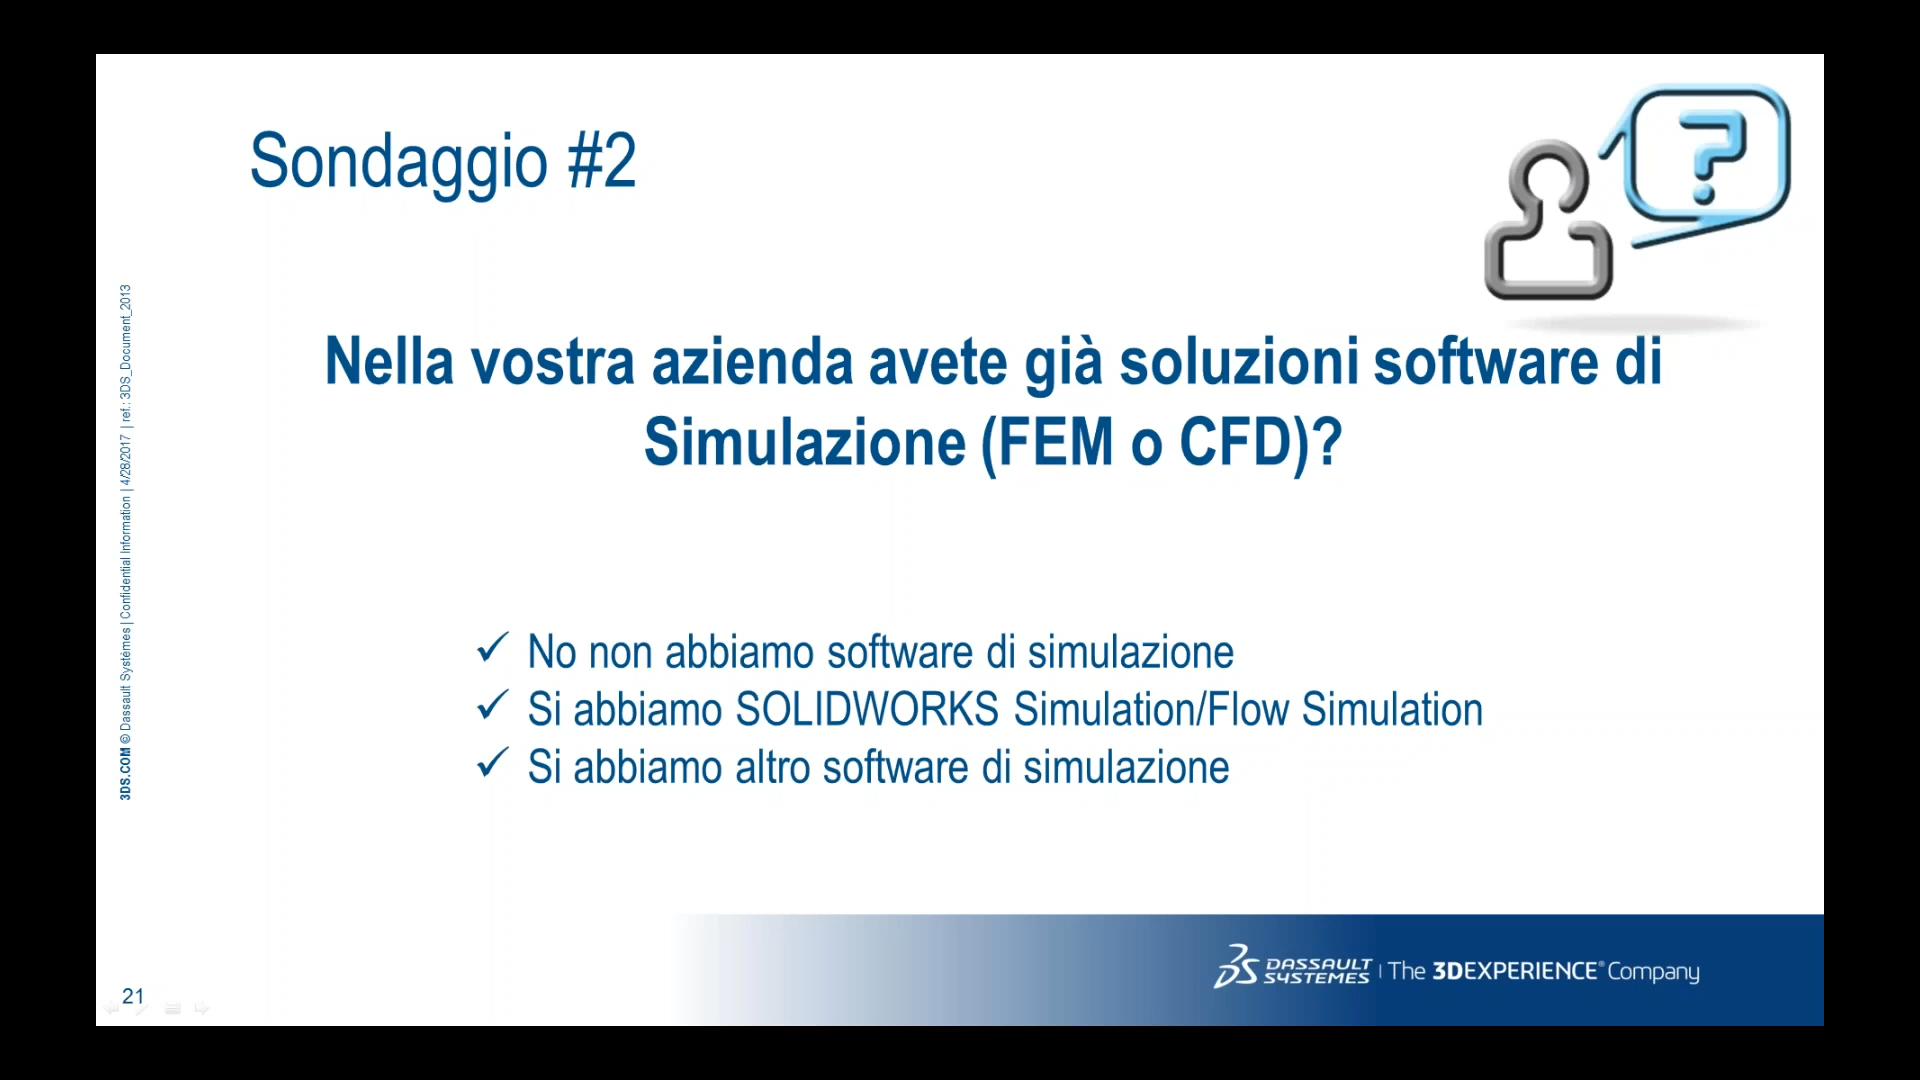 Sondaggio #2
?
Nella vostra azienda avete già soluzioni software di
Simulazione (FEM o CFD)?
No non abbiamo software di simulazione
Si abbiamo SOLIDWORKS Simulation/Flow Simulation
Si abbiamo altro software di simulazione
3DS.COM © Dassault Systèmes | Confidential Information | 4/28/2017 | ref.: 3DS_Document_2013
21
DASSAULT SYSTEMES | The 3DEXPERIENCE® Company